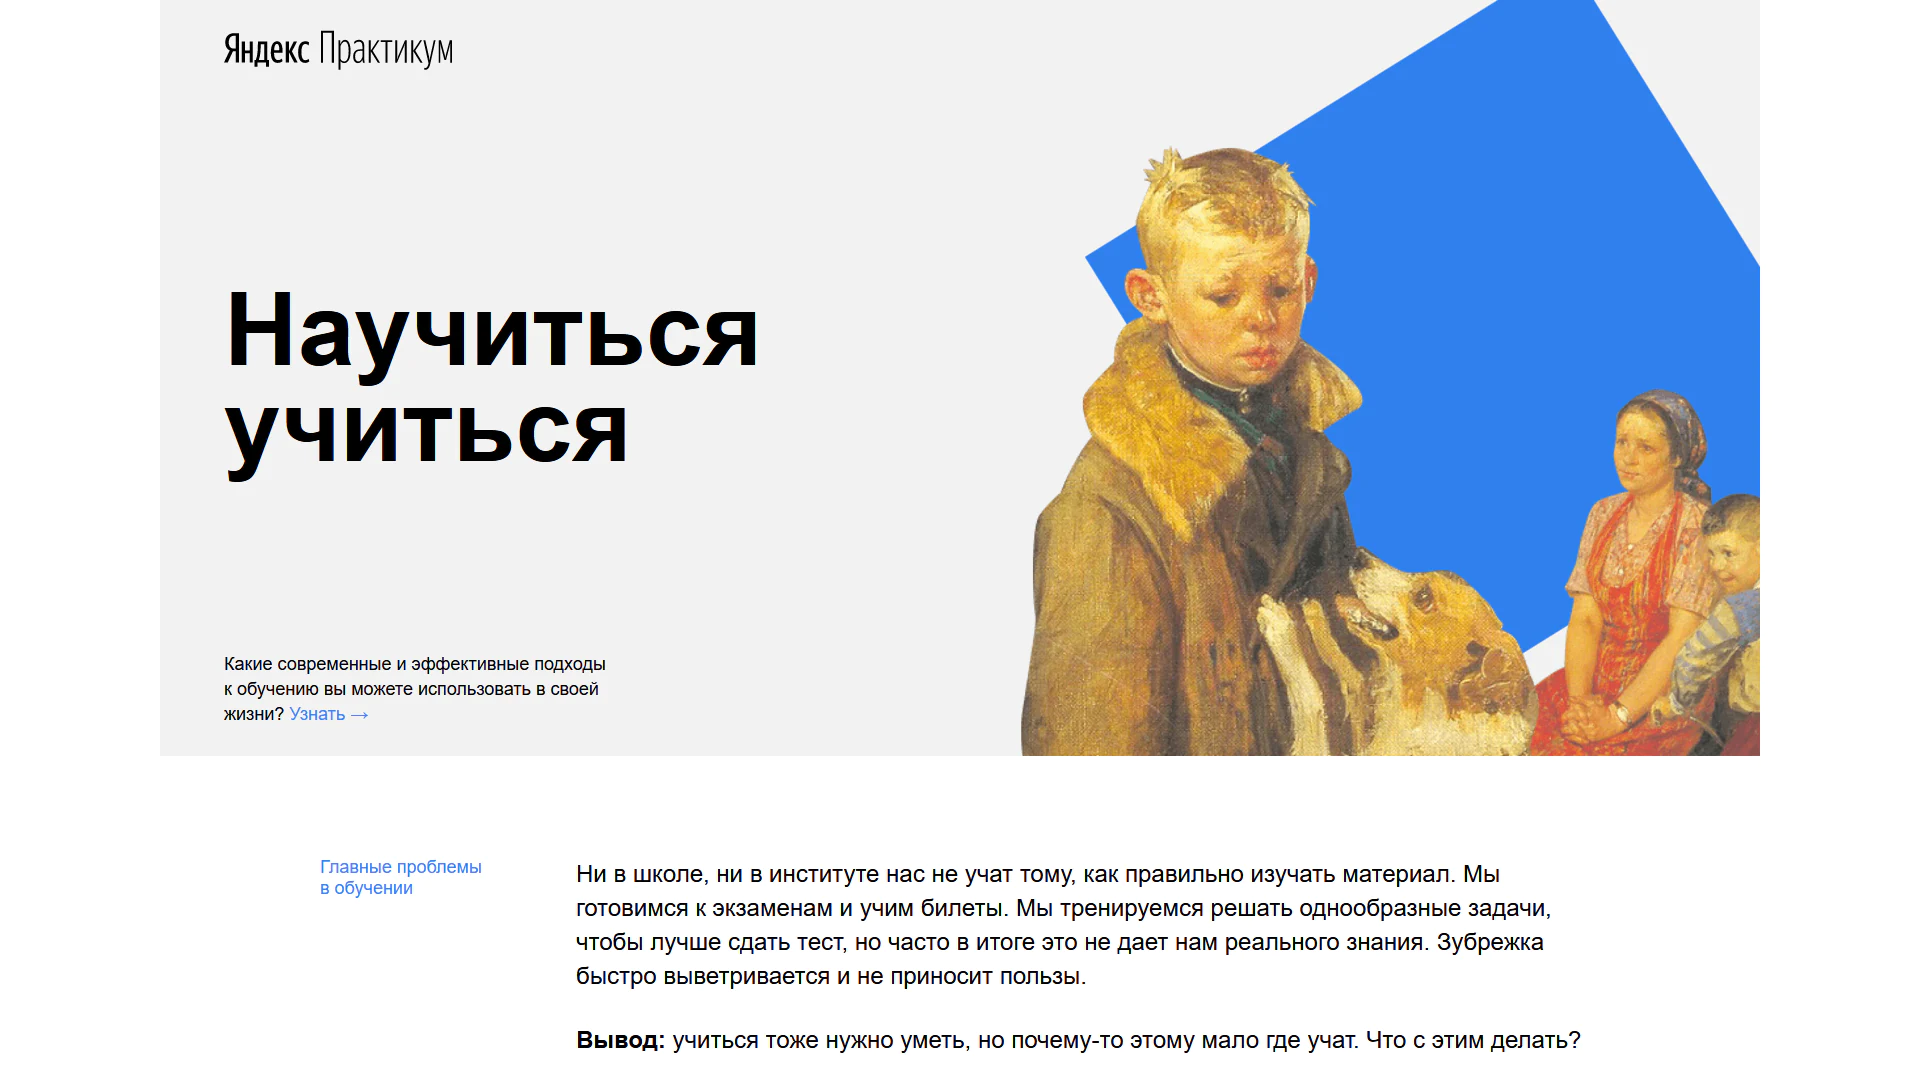 Яндекс Практикум
Научиться
учиться
Какие современные и эффективные подходы
к обучению вы можете использовать в своей
жизни? Узнать →
Главные проблемы
в обучении
Ни в школе, ни в институте нас не учат тому, как правильно изучать материал. Мы
готовимся к экзаменам и учим билеты. Мы тренируемся решать однообразные задачи,
чтобы лучше сдать тест, но часто в итоге это не дает нам реального знания. Зубрежка
быстро выветривается и не приносит пользы.
Вывод: учиться тоже нужно уметь, но почему-то этому мало где учат. Что с этим делать?